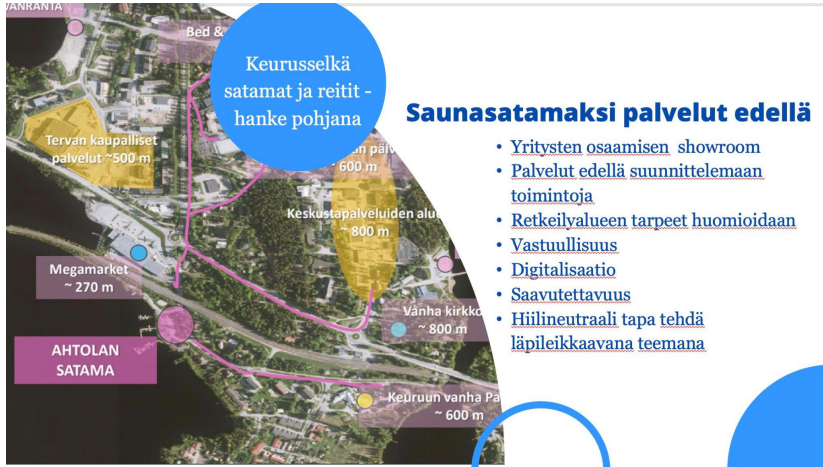 VANRANTA
Bed &
Keurusselkä
satamat ja reitit -
hanke pohjana
Tervan kaupalliset
palvelut ~500 m
päiv
~ 600 m
Keskustapalveluiden alu
~ 800 m
Megamarket
~ 270 m
Vanha kirkko
~ 800 m
AHTOLAN
SATAMA
Keuruun vanha Pa
~ 600 m
Saunasatamaksi palvelut edellä
• Yritysten osaamisen showroom
• Palvelut edellä suunnittelemaan
toimintoja
• Retkeilyalueen tarpeet huomioidaan
• Vastuullisuus
• Digitalisaatio
• Saavutettavuus
• Hiilineutraali tapa tehdä
läpileikkaavana teemana